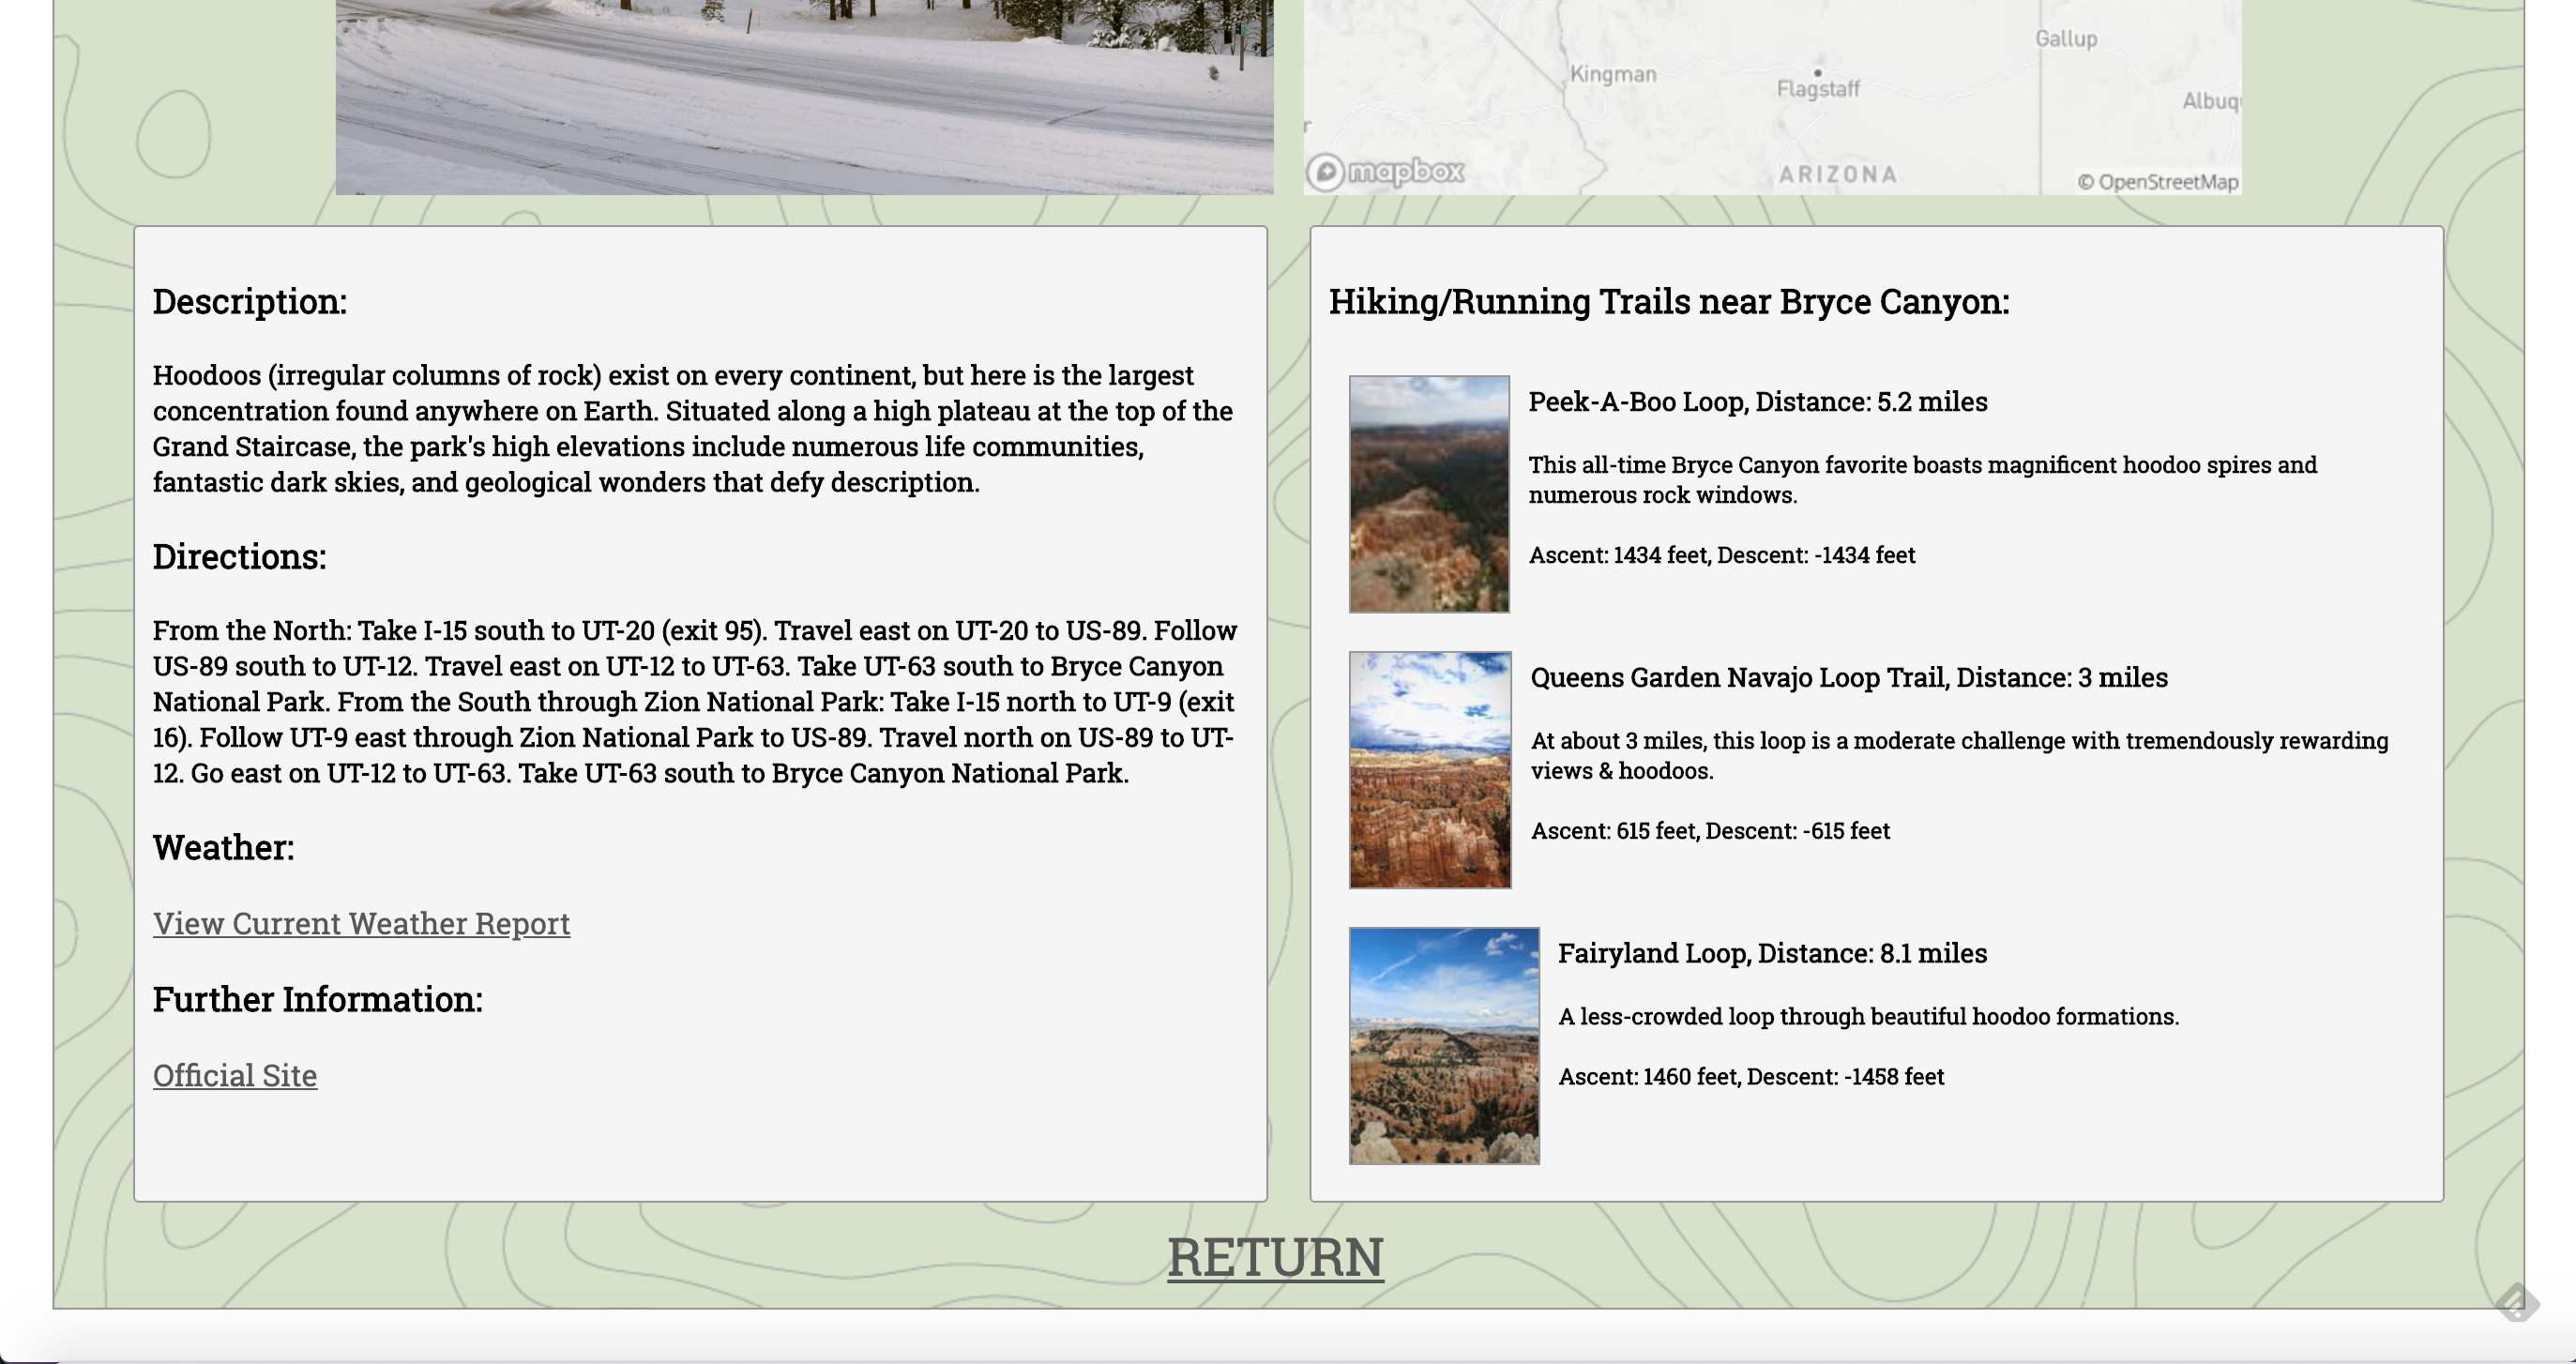 Gallup
Kingman
Flagstaff
Albuq
r
ARIZONA
mapbox
© OpenStreetMap
Description:
Hoodoos (irregular columns of rock) exist on every continent, but here is the largest
concentration found anywhere on Earth. Situated along a high plateau at the top of the
Grand Staircase, the park's high elevations include numerous life communities,
fantastic dark skies, and geological wonders that defy description.
Directions:
From the North: Take I-15 south to UT-20 (exit 95). Travel east on UT-20 to US-89. Follow
US-89 south to UT-12. Travel east on UT-12 to UT-63. Take UT-63 south to Bryce Canyon
National Park. From the South through Zion National Park: Take I-15 north to UT-9 (exit
16). Follow UT-9 east through Zion National Park to US-89. Travel north on US-89 to UT-
12. Go east on UT-12 to UT-63. Take UT-63 south to Bryce Canyon National Park.
Weather:
View Current Weather Report
Further Information:
Official Site
Hiking/Running Trails near Bryce Canyon:
Peek-A-Boo Loop, Distance: 5.2 miles
This all-time Bryce Canyon favorite boasts magnificent hoodoo spires and
numerous rock windows.
Ascent: 1434 feet, Descent: -1434 feet
Queens Garden Navajo Loop Trail, Distance: 3 miles
At about 3 miles, this loop is a moderate challenge with tremendously rewarding
views & hoodoos.
Ascent: 615 feet, Descent: -615 feet
Fairyland Loop, Distance: 8.1 miles
A less-crowded loop through beautiful hoodoo formations.
Ascent: 1460 feet, Descent: -1458 feet
RETURN